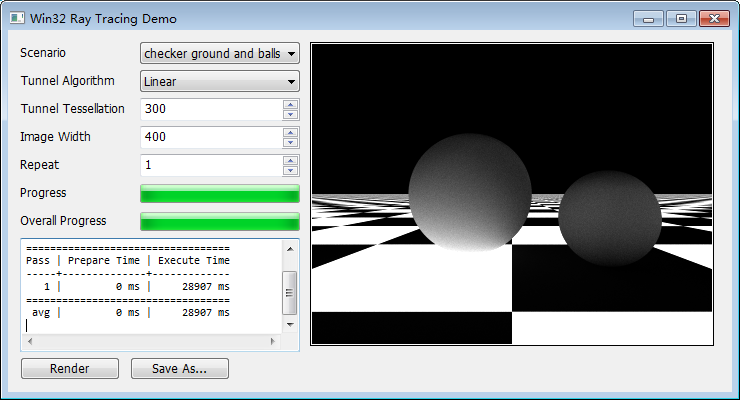 Win32 Ray Tracing Demo
Scenario checker ground and balls
Tunnel Algorithm Linear
Tunnel Tessellation 300
Image Width 400
Repeat 1
Progress
Overall Progress
==================================
Pass | Prepare Time | Execute Time
-----+--------------+-------------
1 | 0 ms | 28907 ms
==================================
avg | 0 ms | 28907 ms
Render Save As...